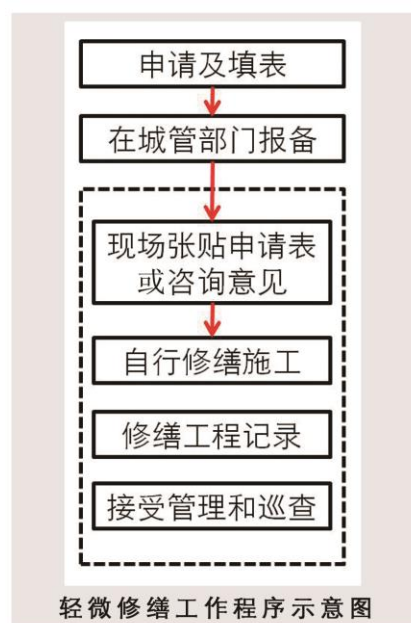 申请及填表
在城管部门报备
现场张贴申请表
或咨询意见
自行修缮施工
修缮工程记录
接受管理和巡查
轻微修缮工作程序示意图